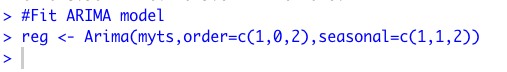 > #Fit ARIMA model
> reg <- Arima(myts,order=c(1,0,2),seasonal=c(1,1,2))
>